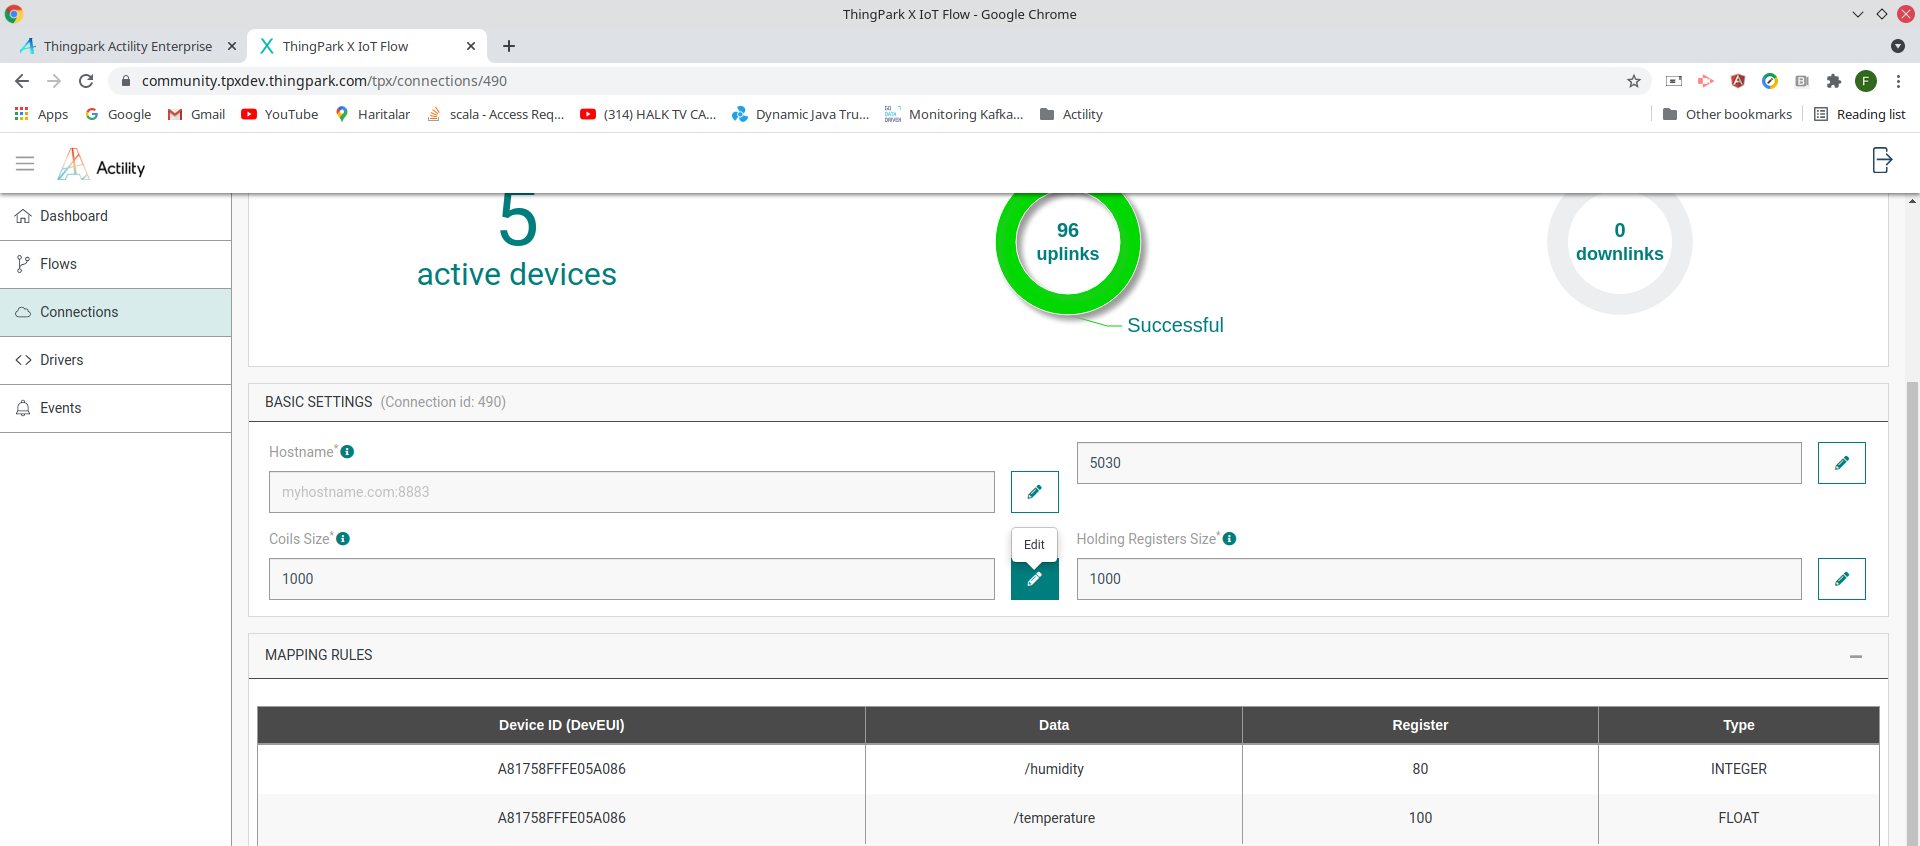 ThingPark X IoT Flow - Google Chrome
Thingpark Actility Enterprise
ThingPark X IoT Flow
community.tpxdev.thingpark.com/tpx/connections/490
F
Apps
Google
Gmail
YouTube
Haritalar
scala - Access Req...
(314) HALK TV CA...
Dynamic Java Tru...
Monitoring Kafka...
Actility
Other bookmarks
Reading list
Actility
Dashboard
Flows
Connections
Drivers
Events
5
active devices
96
uplinks
Successful
0
downlinks
BASIC SETTINGS (Connection id: 490)
Hostname*
myhostname.com:8883
5030
Coils Size*
1000
Edit
Holding Registers Size*
1000
MAPPING RULES
Device ID (DevEUI) Data Register Type
A81758FFFE05A086 /humidity 80 INTEGER
A81758FFFE05A086 /temperature 100 FLOAT